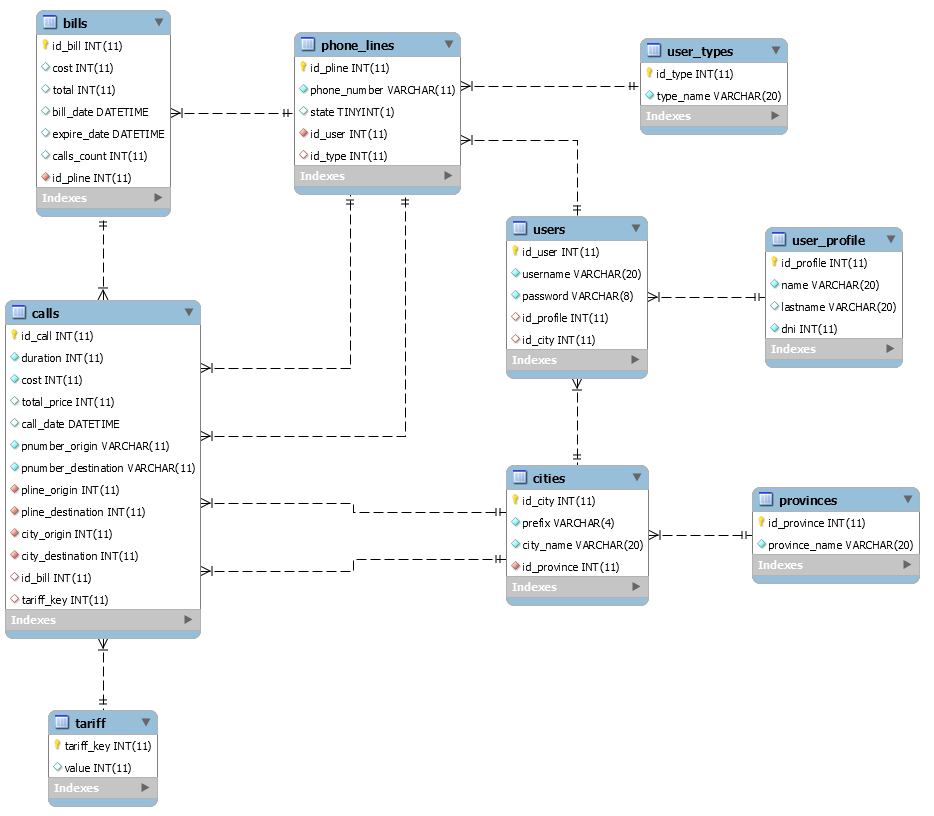 bills
id_bill INT(11)
cost INT(11)
total INT(11)
bill_date DATETIME
expire_date DATETIME
calls_count INT(11)
id_pline INT(11)
Indexes
phone_lines
id_pline INT(11)
phone_number VARCHAR(11)
state TINYINT(1)
id_user INT(11)
id_type INT(11)
Indexes
user_types
id_type INT(11)
type_name VARCHAR(20)
Indexes
users
id_user INT(11)
username VARCHAR(20)
password VARCHAR(8)
id_profile INT(11)
id_city INT(11)
Indexes
user_profile
id_profile INT(11)
name VARCHAR(20)
lastname VARCHAR(20)
dni INT(11)
Indexes
calls
id_call INT(11)
duration INT(11)
cost INT(11)
total_price INT(11)
call_date DATETIME
pnumber_origin VARCHAR(11)
pnumber_destination VARCHAR(11)
pline_origin INT(11)
pline_destination INT(11)
city_origin INT(11)
city_destination INT(11)
id_bill INT(11)
tariff_key INT(11)
Indexes
cities
id_city INT(11)
prefix VARCHAR(4)
city_name VARCHAR(20)
id_province INT(11)
Indexes
provinces
id_province INT(11)
province_name VARCHAR(20)
Indexes
tariff
tariff_key INT(11)
value INT(11)
Indexes